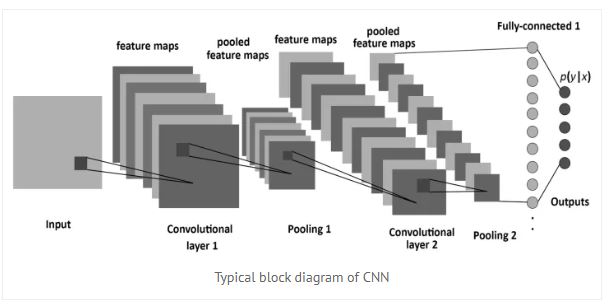 Fully-connected 1
feature maps
pooled
feature maps
feature maps
pooled
feature maps
p(y|x)
Input
Convolutional
layer 1
Pooling 1
Convolutional
layer 2
Pooling 2
Outputs
Typical block diagram of CNN